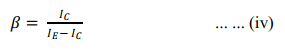 β = I_C / (I_E − I_C) ... ... (iv)